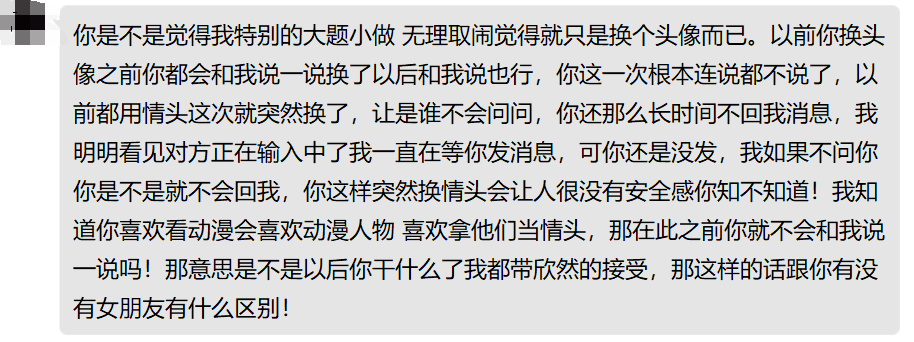 你是不是觉得我特别的大题小做 无理取闹觉得就只是换个头像而已。以前你换头
像之前你都会和我说一说换了以后和我说也行，你这一次根本连说都不说了，以
前都用情头这次就突然换了，让是谁不会问问，你还那么长时间不回我消息，我
明明看见对方正在输入中了我一直在等你发消息，可你还是没发，我如果不问你
你是不是就不会回我，你这样突然换情头会让人很没有安全感你知不知道！我知
道你喜欢看动漫会喜欢动漫人物 喜欢拿他们当情头，那在此之前你就不会和我说
一说吗！那意思是不是以后你干什么了我都带欣然的接受，那这样的话跟你有没
有女朋友有什么区别！